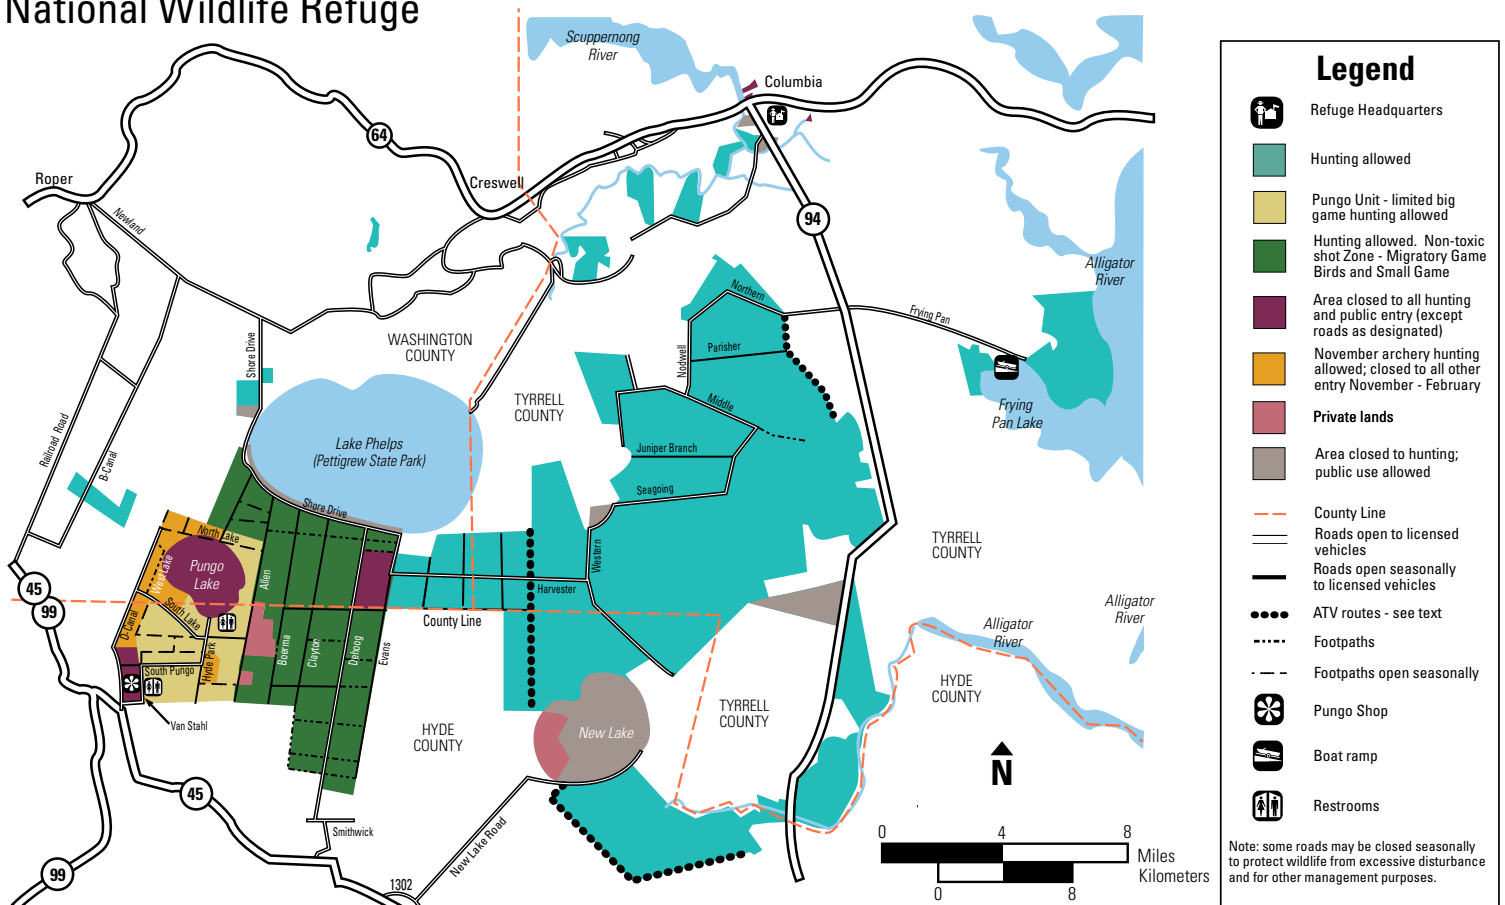 National Wildlife Refuge
Scuppernong
River
Columbia
64
Roper
Creswell
Newland
94
Alligator
River
Northern
Frying Pan
WASHINGTON
COUNTY
Shore Drive
Nodwell
Parisher
TYRRELL
COUNTY
Middle
Frying
Pan Lake
Railroad Road
B-Canal
Lake Phelps
(Pettigrew State Park)
Juniper Branch
Seagoing
Shore Drive
North Lake
West Lake
Pungo
Lake
Allen
Western
TYRRELL
COUNTY
45
99
Harvester
D-Canal
South Lake
County Line
Alligator
River
Alligator
River
Boerma
Clayton
Dehoog
Evans
Hyde Park
South Pungo
HYDE
COUNTY
Van Stahl
HYDE
COUNTY
New Lake
TYRRELL
COUNTY
N
45
Smithwick
New Lake Road
99
1302
0 4 8
Miles
Kilometers
0 8
Legend
Refuge Headquarters
Hunting allowed
Pungo Unit - limited big
game hunting allowed
Hunting allowed. Non-toxic
shot Zone - Migratory Game
Birds and Small Game
Area closed to all hunting
and public entry (except
roads as designated)
November archery hunting
allowed; closed to all other
entry November - February
Private lands
Area closed to hunting;
public use allowed
County Line
Roads open to licensed
vehicles
Roads open seasonally
to licensed vehicles
ATV routes - see text
Footpaths
Footpaths open seasonally
Pungo Shop
Boat ramp
Restrooms
Note: some roads may be closed seasonally
to protect wildlife from excessive disturbance
and for other management purposes.